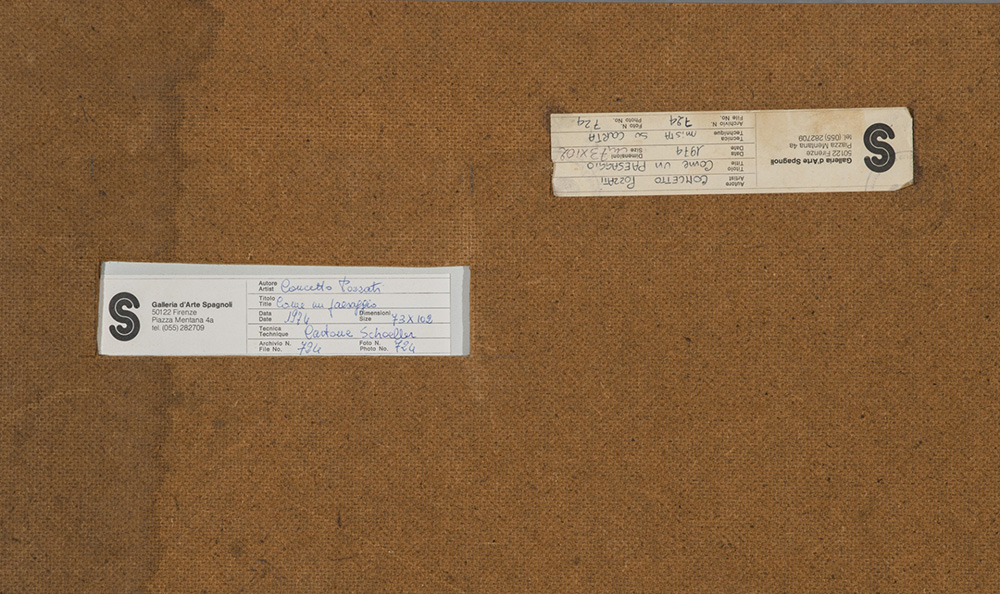 S
Galleria d'Arte Spagnoli
50122 Firenze
Piazza Mentana 4a
tel. (055) 282709
Autore
Artist Concetto Pozzati
Titolo
Title Come un paesaggio
Data
Date 1974
Dimensioni
Size 73 x 102
Tecnica
Technique Cartone Schoeller
Archivio N.
File No. 724
Foto N.
Photo No. 724
S
Galleria d'Arte Spagnoli
50122 Firenze
Piazza Mentana 4a
tel. (055) 282709
Autore
Artist CONCETTO POZZATI
Titolo
Title COME UN PAESAGGIO
Data
Date 1974
Dimensioni
Size cm 73x102
Tecnica
Technique MISTA SU CARTA
Archivio N.
File No. 724
Foto N.
Photo No. 724